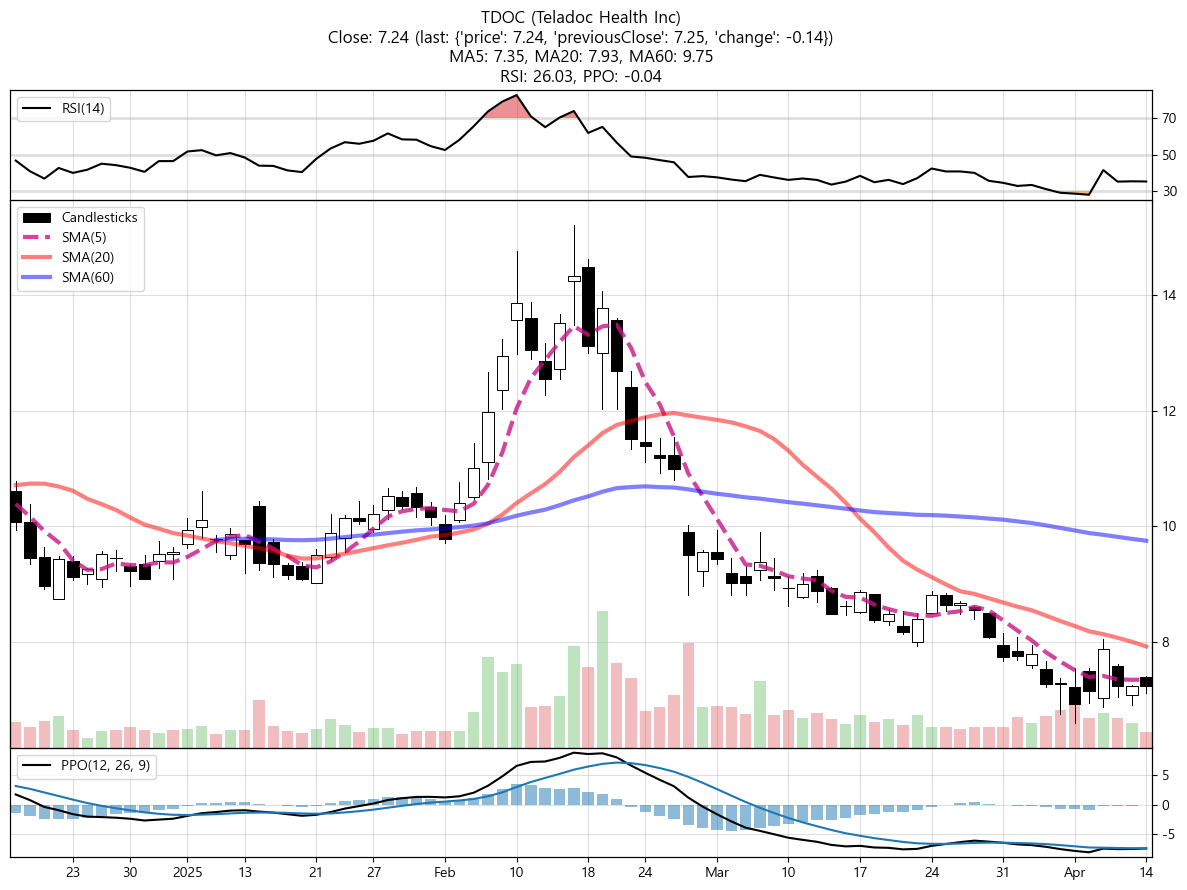 TDOC (Teladoc Health Inc)
Close: 7.24 (last: {'price': 7.24, 'previousClose': 7.25, 'change': -0.14})
MA5: 7.35, MA20: 7.93, MA60: 9.75
RSI: 26.03, PPO: -0.04
RSI(14)
70
50
30
Candlesticks
SMA(5)
SMA(20)
SMA(60)
14
12
10
8
PPO(12, 26, 9)
5
0
-5
23 30 2025 13 21 27 Feb 10 18 24 Mar 10 17 24 Apr 14